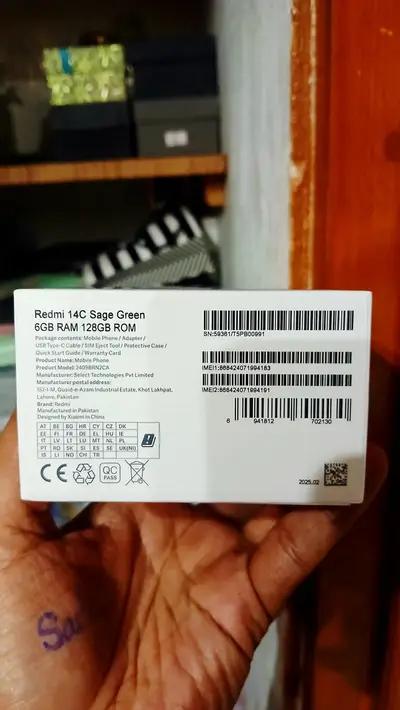 Redmi 14C Sage Green
6GB RAM 128GB ROM
Package contents: Mobile Phone / Adapter /
USB Type-C Cable / SIM Eject Tool / Protective Case /
Quick Start Guide / Warranty Card
Product Name: Mobile Phone
Product Model: 2409BRN2CA
Manufacturer: Select Technologies Pvt Limited
Manufacturer postal address:
152-1-M, Quaid-e-Azam Industrial Estate, Kot Lakhpat,
Lahore, Pakistan
Brand: Redmi
Manufactured in Pakistan
Designed by Xiaomi in China
AT BE BG HR CY CZ DK
EE FI FR DE EL HU IE
IT LV LT LU MT NL PL
PT RO SK SI ES SE UK(NI)
IS LI NO CH TR
CE
QC
PASS
SN:59361/T5PB00991
IMEI1:868424071994183
IMEI2:868424071994191
6 941812 702130
2025.02